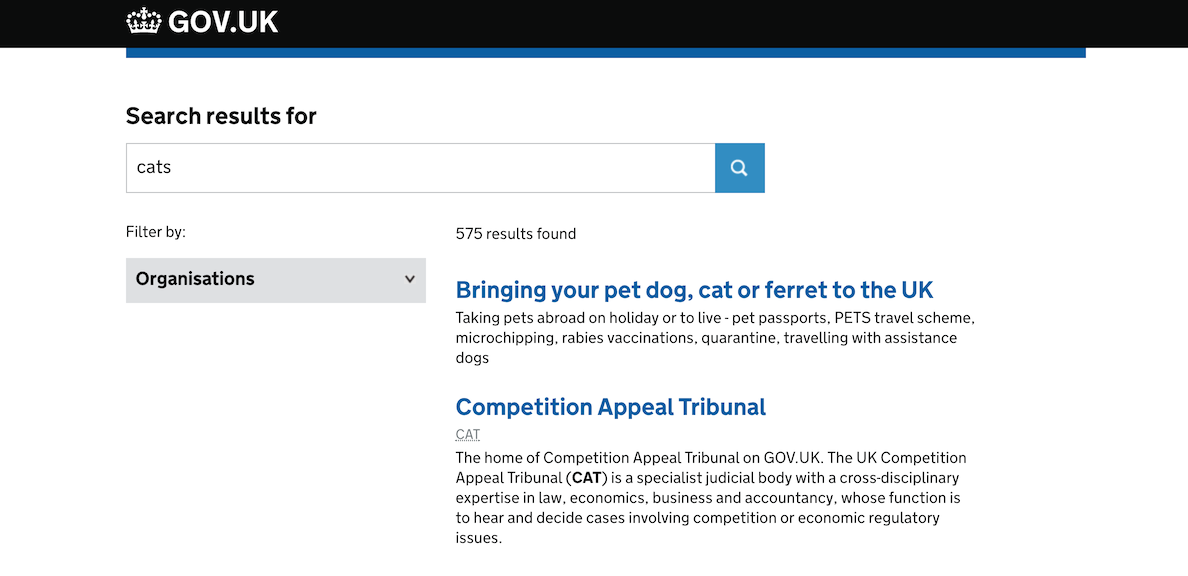 GOV.UK
Search results for
cats
Filter by:
Organisations
575 results found
Bringing your pet dog, cat or ferret to the UK
Taking pets abroad on holiday or to live - pet passports, PETS travel scheme,
microchipping, rabies vaccinations, quarantine, travelling with assistance
dogs
Competition Appeal Tribunal
CAT
The home of Competition Appeal Tribunal on GOV.UK. The UK Competition
Appeal Tribunal (CAT) is a specialist judicial body with a cross-disciplinary
expertise in law, economics, business and accountancy, whose function is
to hear and decide cases involving competition or economic regulatory
issues.